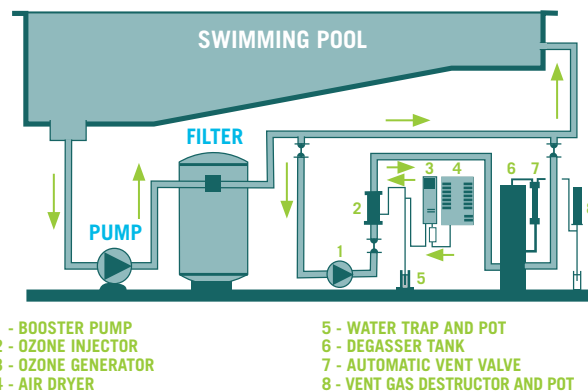 SWIMMING POOL
FILTER
PUMP
1
2
3
4
5
6
7
- BOOSTER PUMP
- OZONE INJECTOR
- OZONE GENERATOR
- AIR DRYER
5 - WATER TRAP AND POT
6 - DEGASSER TANK
7 - AUTOMATIC VENT VALVE
8 - VENT GAS DESTRUCTOR AND POT